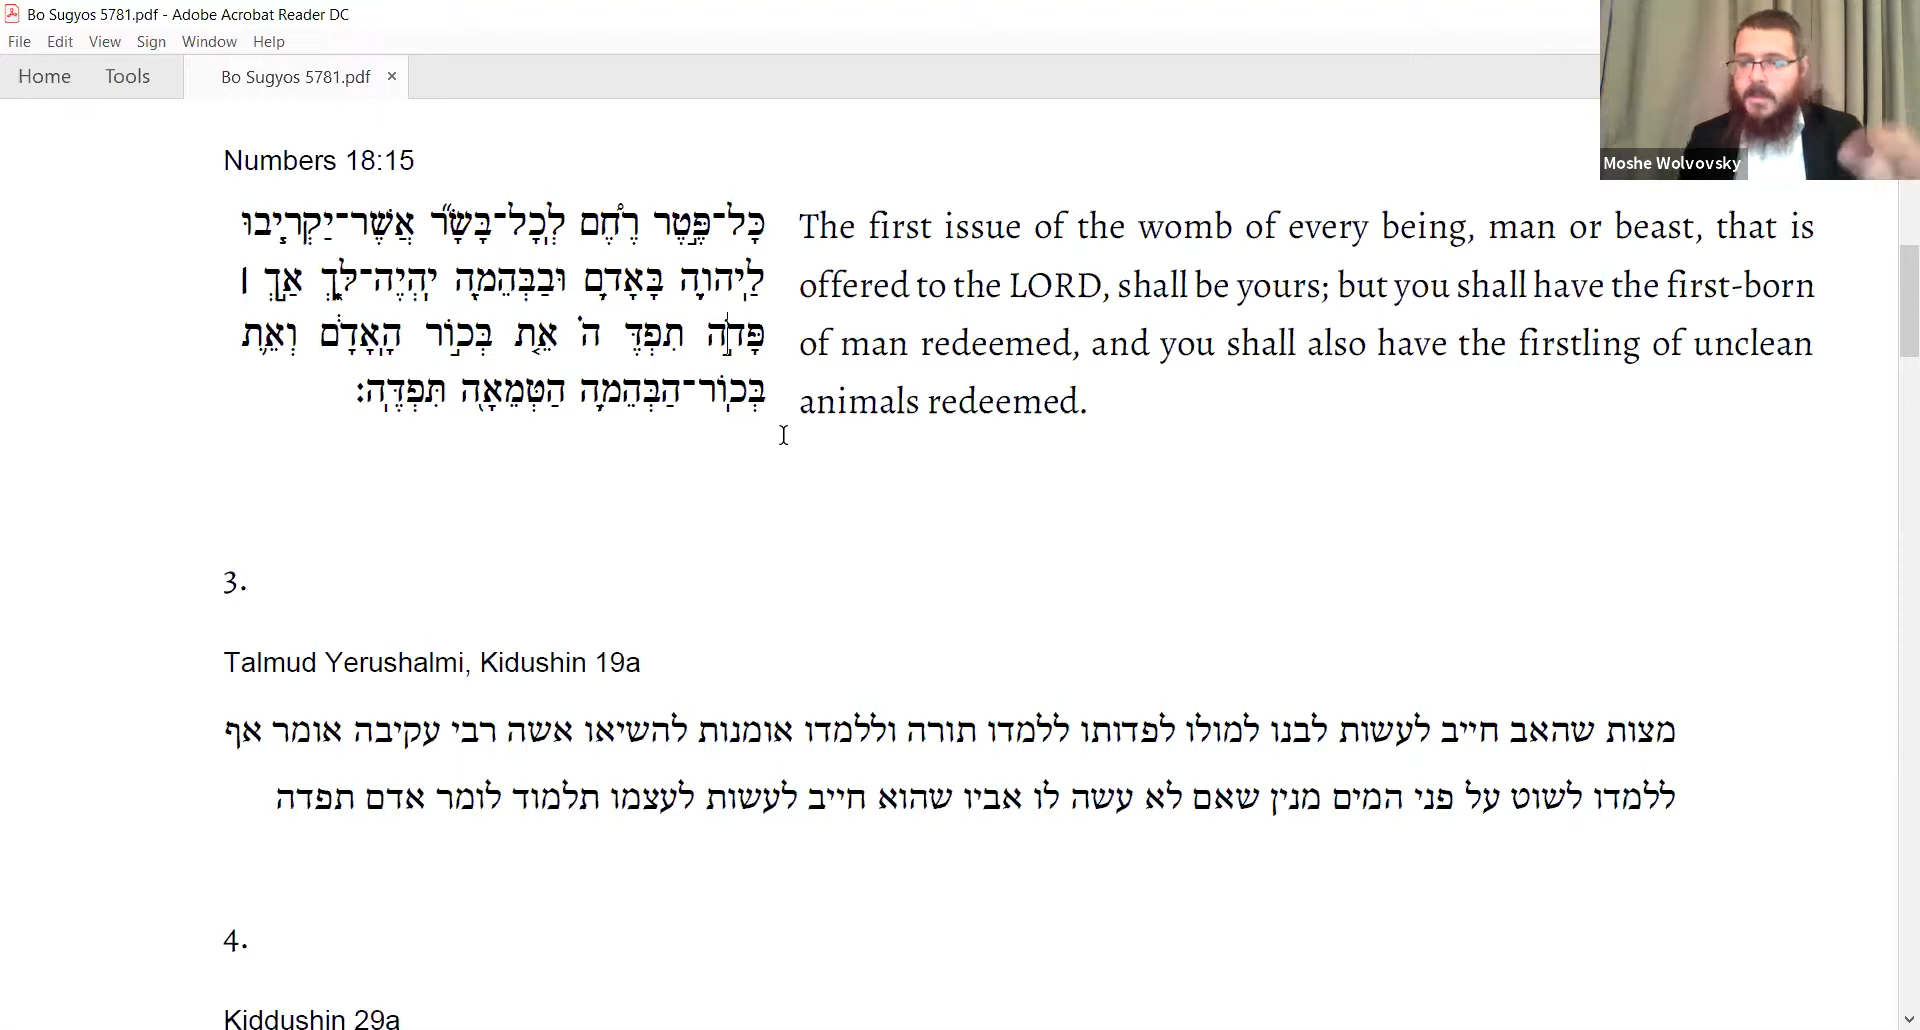 Bo Sugyos 5781.pdf - Adobe Acrobat Reader DC
File Edit View Sign Window Help
Home Tools Bo Sugyos 5781.pdf ×
Moshe Wolvovsky
Numbers 18:15
כׇּל־פֶּ֣טֶר רֶ֠חֶם לְֽכׇל־בָּשָׂ֞ר אֲשֶׁר־יַקְרִ֧יבוּ
לַֽיהוָ֛ה בָּאָדָ֥ם וּבַבְּהֵמָ֖ה יִֽהְיֶה־לָּ֑ךְ אַ֣ךְ ׀
פָּדֹ֣ה תִפְדֶּ֗ ה אֵ֚ת בְּכ֣וֹר הָֽאָדָ֔ם וְאֵ֛ת
בְּכֽוֹר־הַבְּהֵמָ֥ה הַטְּמֵאָ֖ה תִּפְדֶּֽה׃
The first issue of the womb of every being, man or beast, that is
offered to the LORD, shall be yours; but you shall have the first-born
of man redeemed, and you shall also have the firstling of unclean
animals redeemed.
3.
Talmud Yerushalmi, Kidushin 19a
מצות שהאב חייב לעשות לבנו למולו לפדותו ללמדו תורה וללמדו אומנות להשיאו אשה רבי עקיבה אומר אף
ללמדו לשוט על פני המים מנין שאם לא עשה לו אביו שהוא חייב לעשות לעצמו תלמוד לומר אדם תפדה
4.
Kiddushin 29a